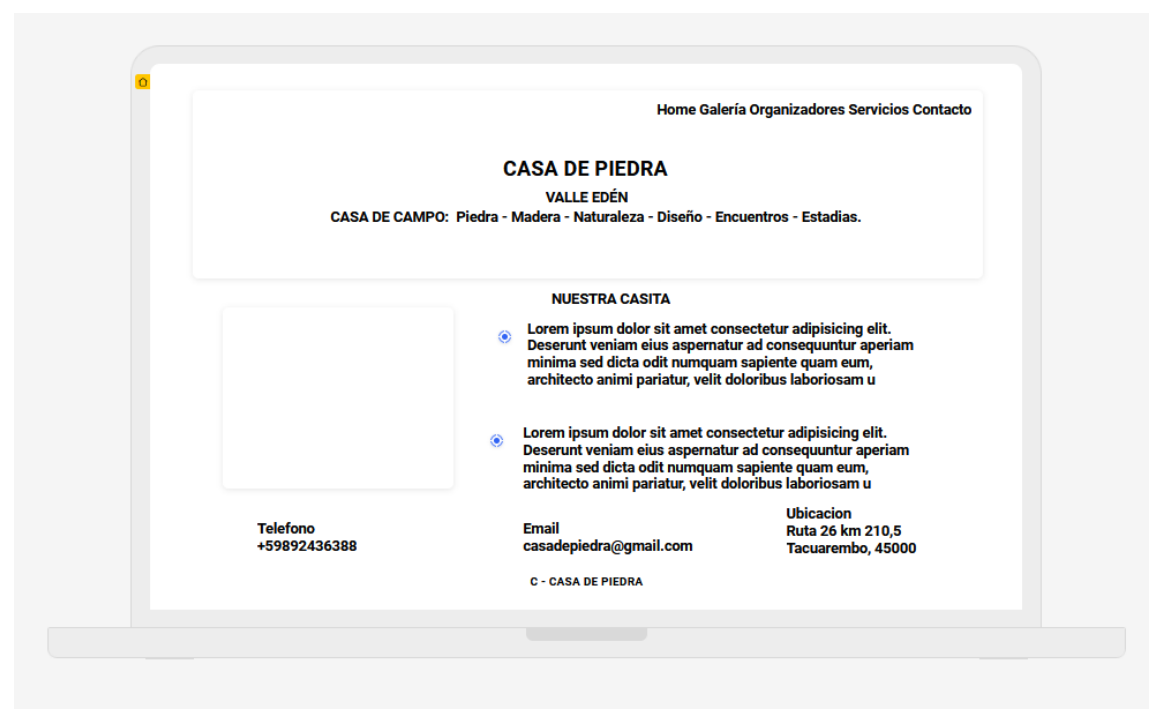 Home Galería Organizadores Servicios Contacto
CASA DE PIEDRA
VALLE EDÉN
CASA DE CAMPO: Piedra - Madera - Naturaleza - Diseño - Encuentros - Estadias.
NUESTRA CASITA
Lorem ipsum dolor sit amet consectetur adipisicing elit.
Deserunt veniam eius aspernatur ad consequuntur aperiam
minima sed dicta odit numquam sapiente quam eum,
architecto animi pariatur, velit doloribus laboriosam u
Lorem ipsum dolor sit amet consectetur adipisicing elit.
Deserunt veniam eius aspernatur ad consequuntur aperiam
minima sed dicta odit numquam sapiente quam eum,
architecto animi pariatur, velit doloribus laboriosam u
Telefono
+59892436388
Email
casadepiedra@gmail.com
Ubicacion
Ruta 26 km 210,5
Tacuarembo, 45000
C - CASA DE PIEDRA